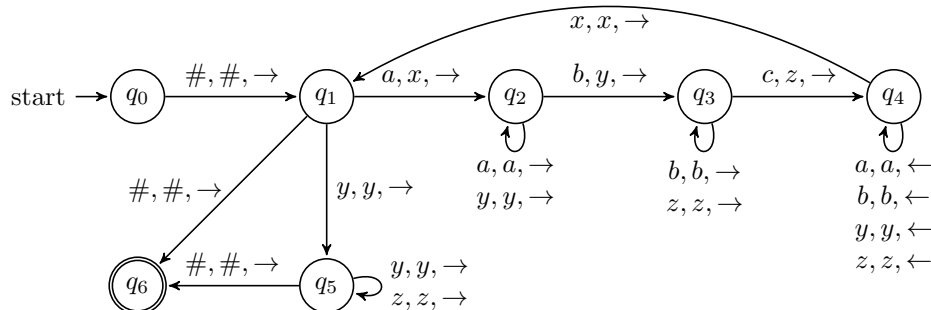 x, x, →
#, #, →
a, x, →
b, y, →
c, z, →
start
q0
q1
q2
q3
q4
a, a, →
y, y, →
b, b, →
z, z, →
a, a, ←
b, b, ←
y, y, ←
z, z, ←
#, #, →
y, y, →
#, #, →
q6
q5
y, y, →
z, z, →